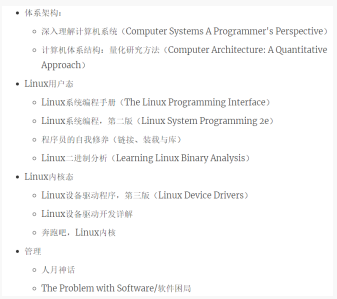 体系架构:
深入理解计算机系统（Computer Systems A Programmer's Perspective）
计算机体系结构：量化研究方法（Computer Architecture: A Quantitative
Approach）
Linux用户态
Linux系统编程手册（The Linux Programming Interface）
Linux系统编程，第二版（Linux System Programming 2e）
程序员的自我修养（链接、装载与库）
Linux二进制分析（Learning Linux Binary Analysis）
Linux内核态
Linux设备驱动程序，第三版（Linux Device Drivers）
Linux设备驱动开发详解
奔跑吧，Linux内核
管理
人月神话
The Problem with Software/软件困局